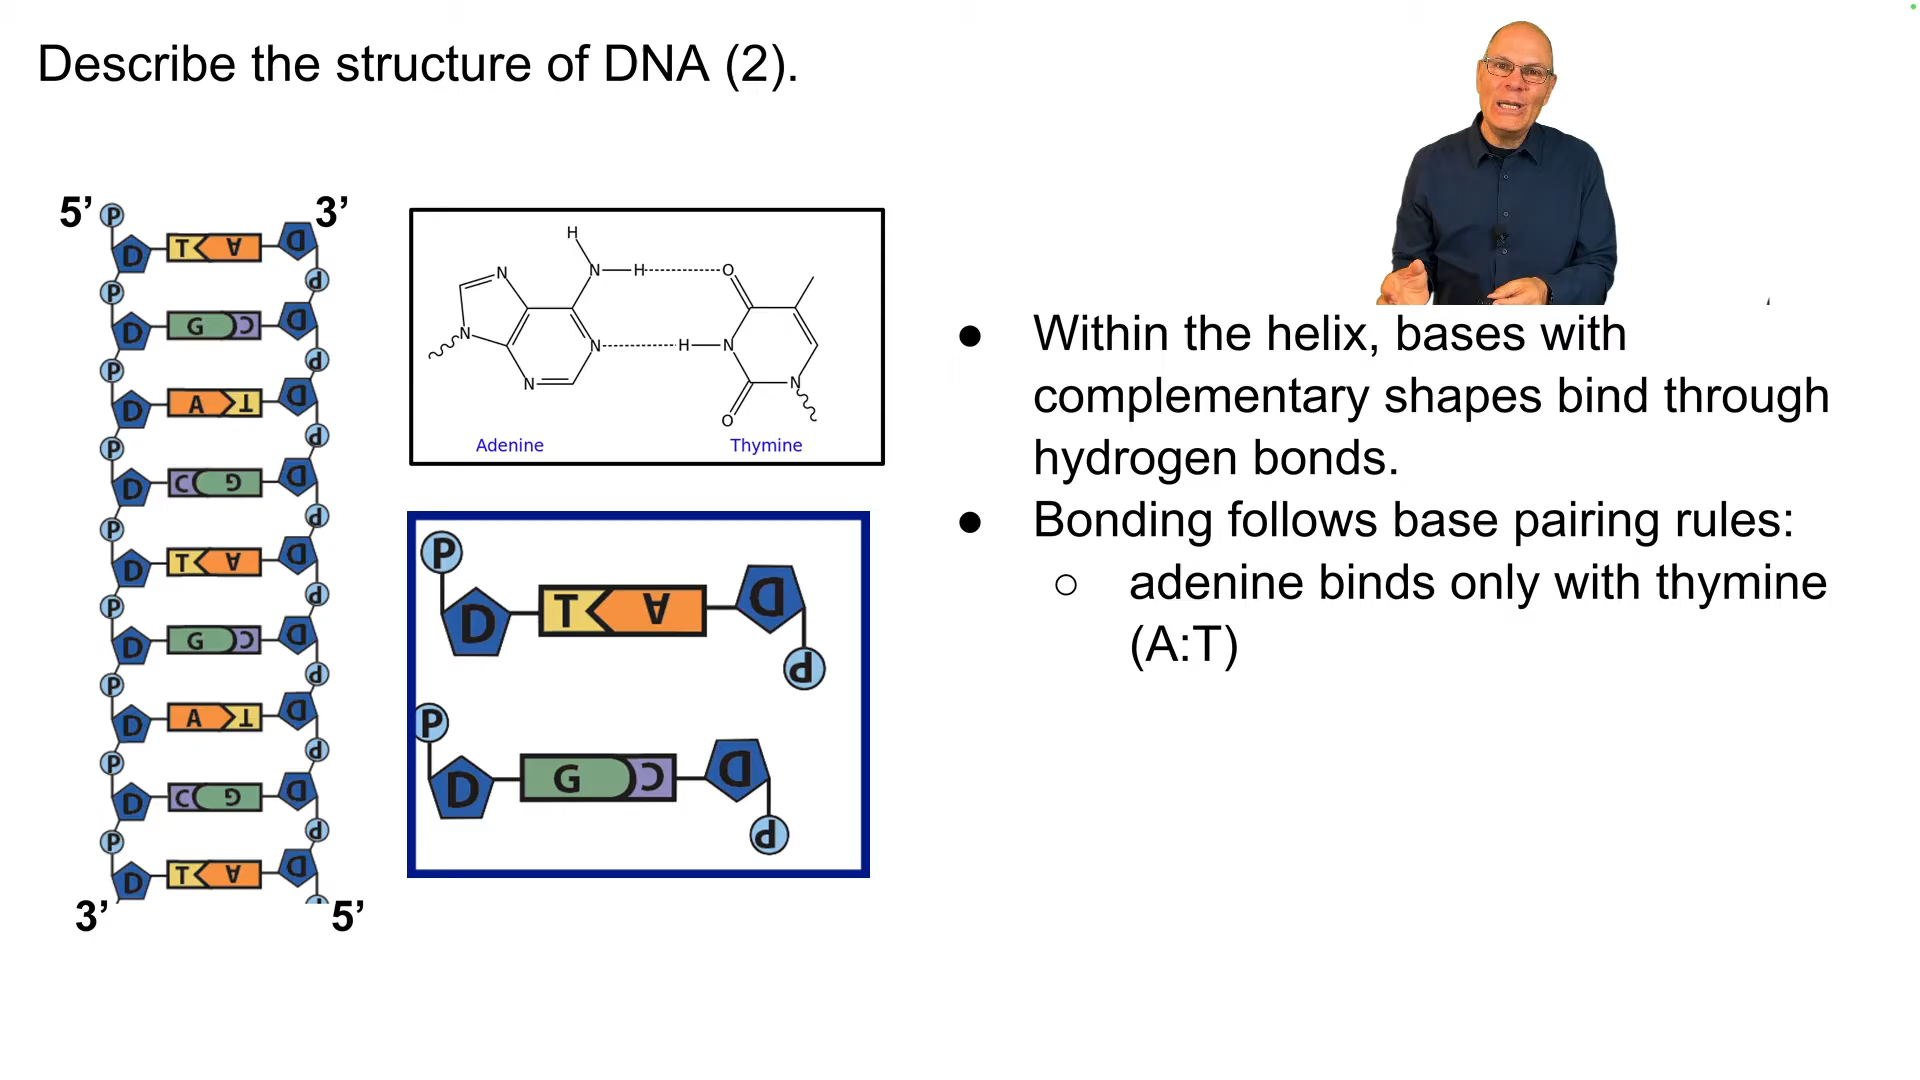 Describe the structure of DNA (2).
5’ P 3’
D T A D
P P
D G C D
P P
D A T D
P P
D C G D
P P
D T A D
P P
D G C D
P P
D A T D
P P
D C G D
P P
D T A D
3’ 5’
H
N N H O
N N H N
N N
O
Adenine Thymine
P
D T A D
P
P
D G C D
P
● Within the helix, bases with
complementary shapes bind through
hydrogen bonds.
● Bonding follows base pairing rules:
○ adenine binds only with thymine
(A:T)